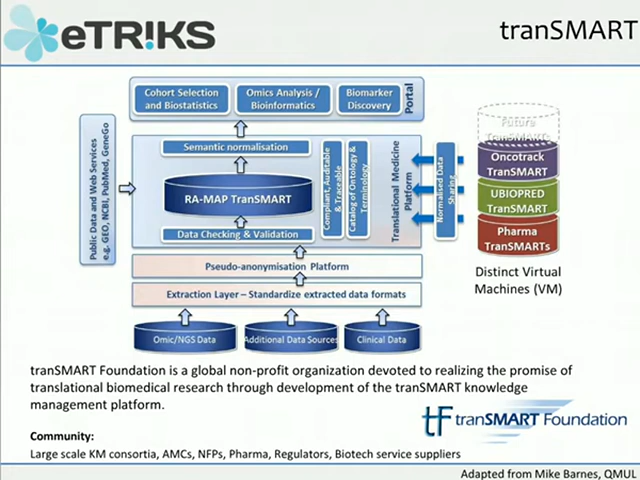 eTR!KS
tranSMART
Cohort Selection
and Biostatistics
Omics Analysis /
Bioinformatics
Biomarker
Discovery
Portal
Public Data and Web Services
e.g. GEO, NCBI, PubMed, GeneGo
Semantic normalisation
RA-MAP TranSMART
Data Checking & Validation
Compliant, Auditable
& Traceable
Catalog of Ontology &
Terminology
Translational Medicine
Platform
Normalised Data
Sharing
Future
TranSMARTs
Oncotrack
TranSMART
UBIOPRED
TranSMART
Pharma
TranSMARTs
Distinct Virtual
Machines (VM)
Pseudo-anonymisation Platform
Extraction Layer – Standardize extracted data formats
Omic/NGS Data
Additional Data Sources
Clinical Data
tranSMART Foundation is a global non-profit organization devoted to realizing the promise of
translational biomedical research through development of the tranSMART knowledge
management platform.
tF tranSMART Foundation
Community:
Large scale KM consortia, AMCs, NFPs, Pharma, Regulators, Biotech service suppliers
Adapted from Mike Barnes, QMUL